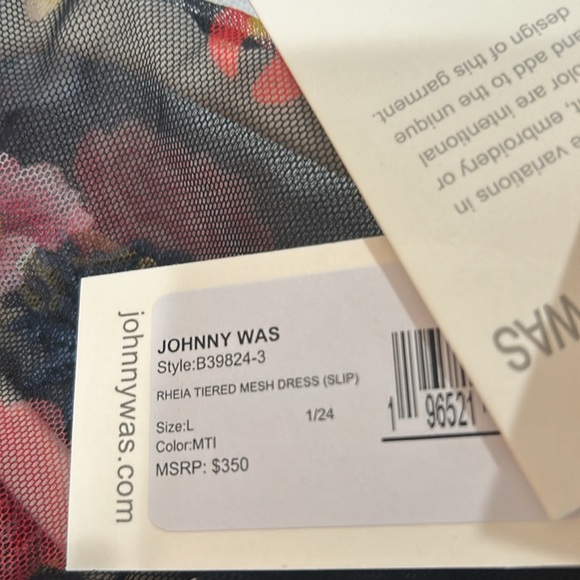 JOHNNY WAS
Style:B39824-3
RHEIA TIERED MESH DRESS (SLIP)
Size:L 1/24
Color:MTI
MSRP: $350
1 96521
johnnywas.com
variations in
, embroidery or
color are intentional
and add to the unique
design of this garment.
WAS